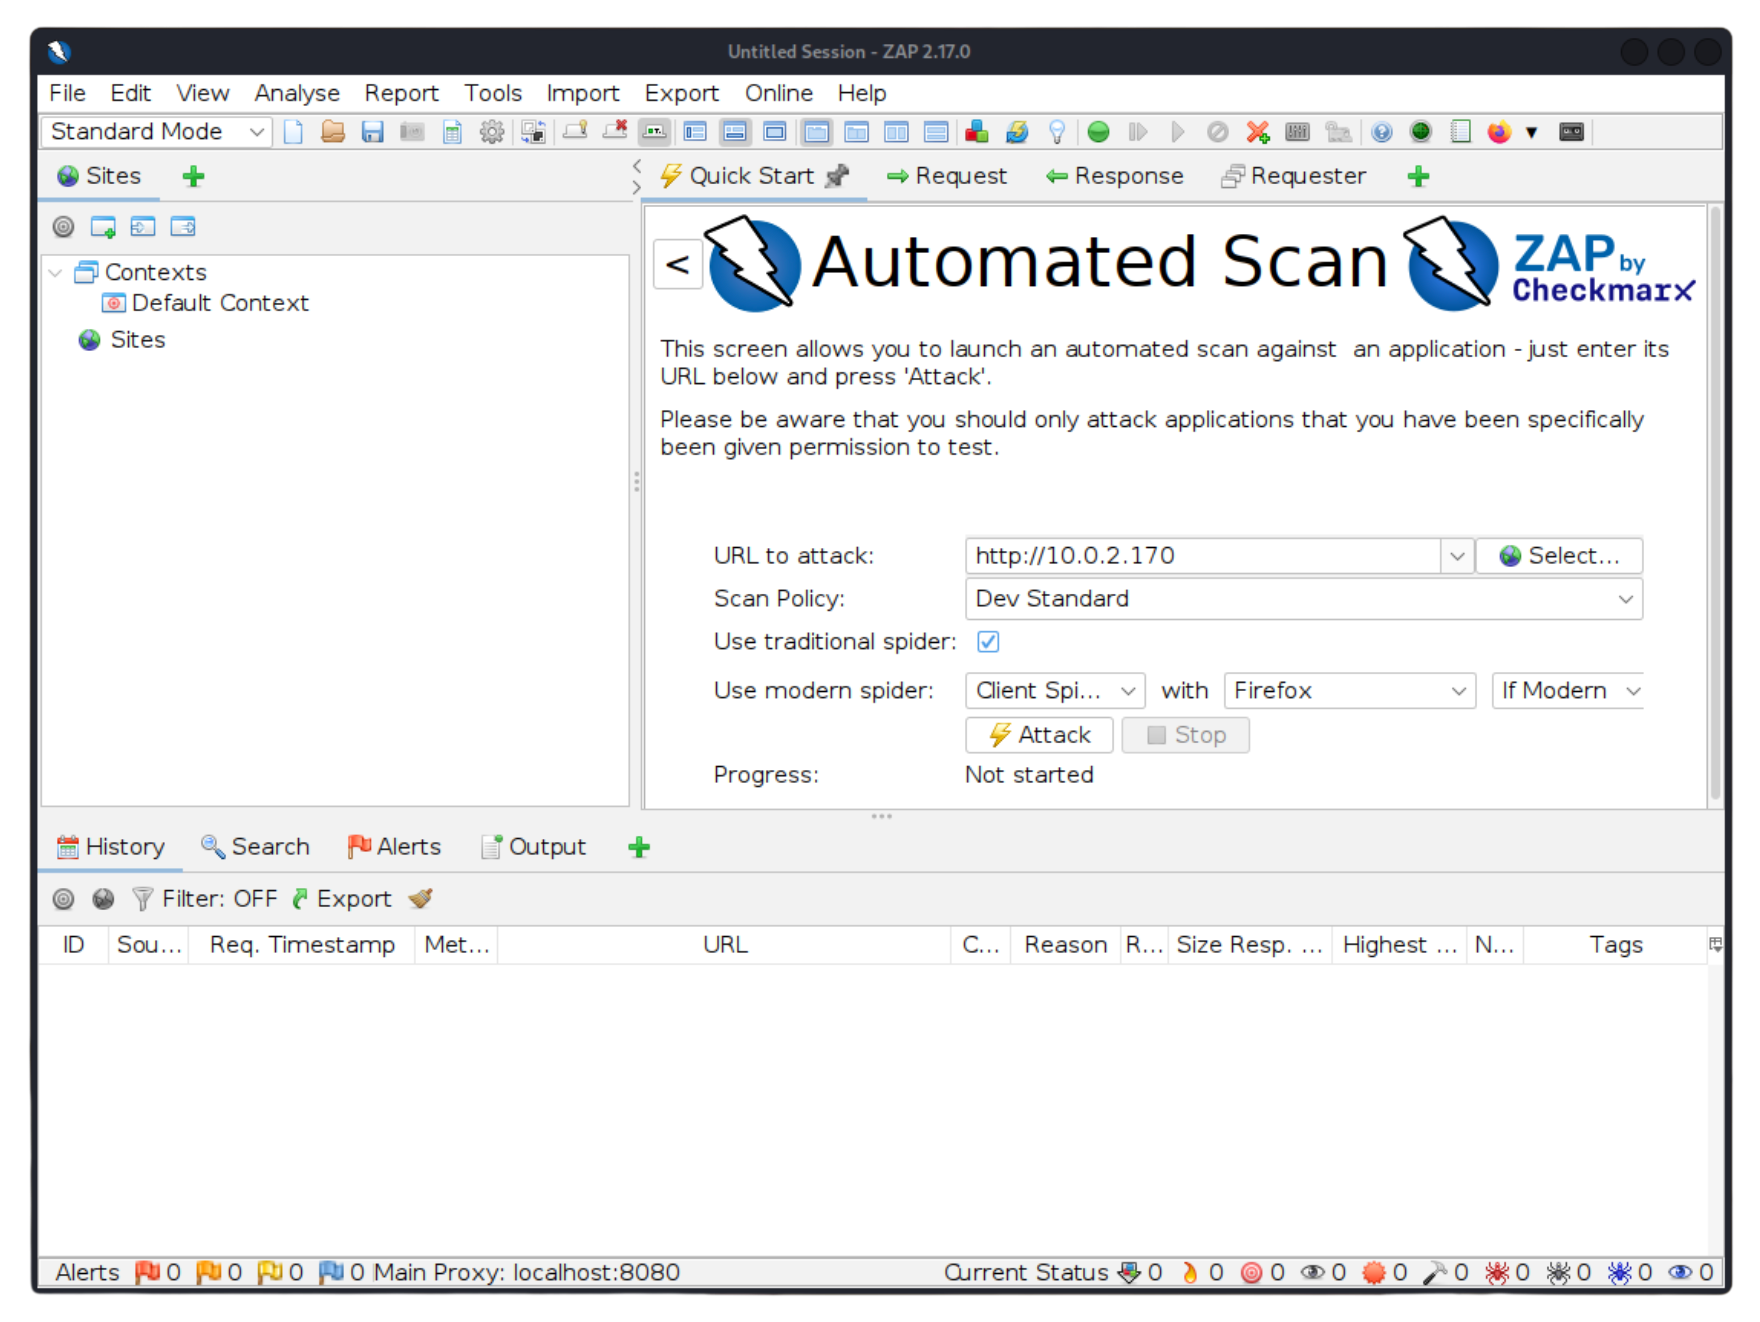 Untitled Session - ZAP 2.17.0
File Edit View Analyse Report Tools Import Export Online Help
Standard Mode
Sites
Quick Start Request Response Requester
Contexts
Default Context
Sites
< Automated Scan ZAP by Checkmarx
This screen allows you to launch an automated scan against  an application - just enter its
URL below and press 'Attack'.
Please be aware that you should only attack applications that you have been specifically
been given permission to test.
URL to attack: http://10.0.2.170 Select...
Scan Policy: Dev Standard
Use traditional spider:
Use modern spider: Client Spi... with Firefox If Modern
Attack Stop
Progress: Not started
History Search Alerts Output
Filter: OFF Export
ID Sou... Req. Timestamp Met... URL C... Reason R... Size Resp. ... Highest ... N... Tags
Alerts 0 0 0 0 Main Proxy: localhost:8080 Current Status 0 0 0 0 0 0 0 0 0 0